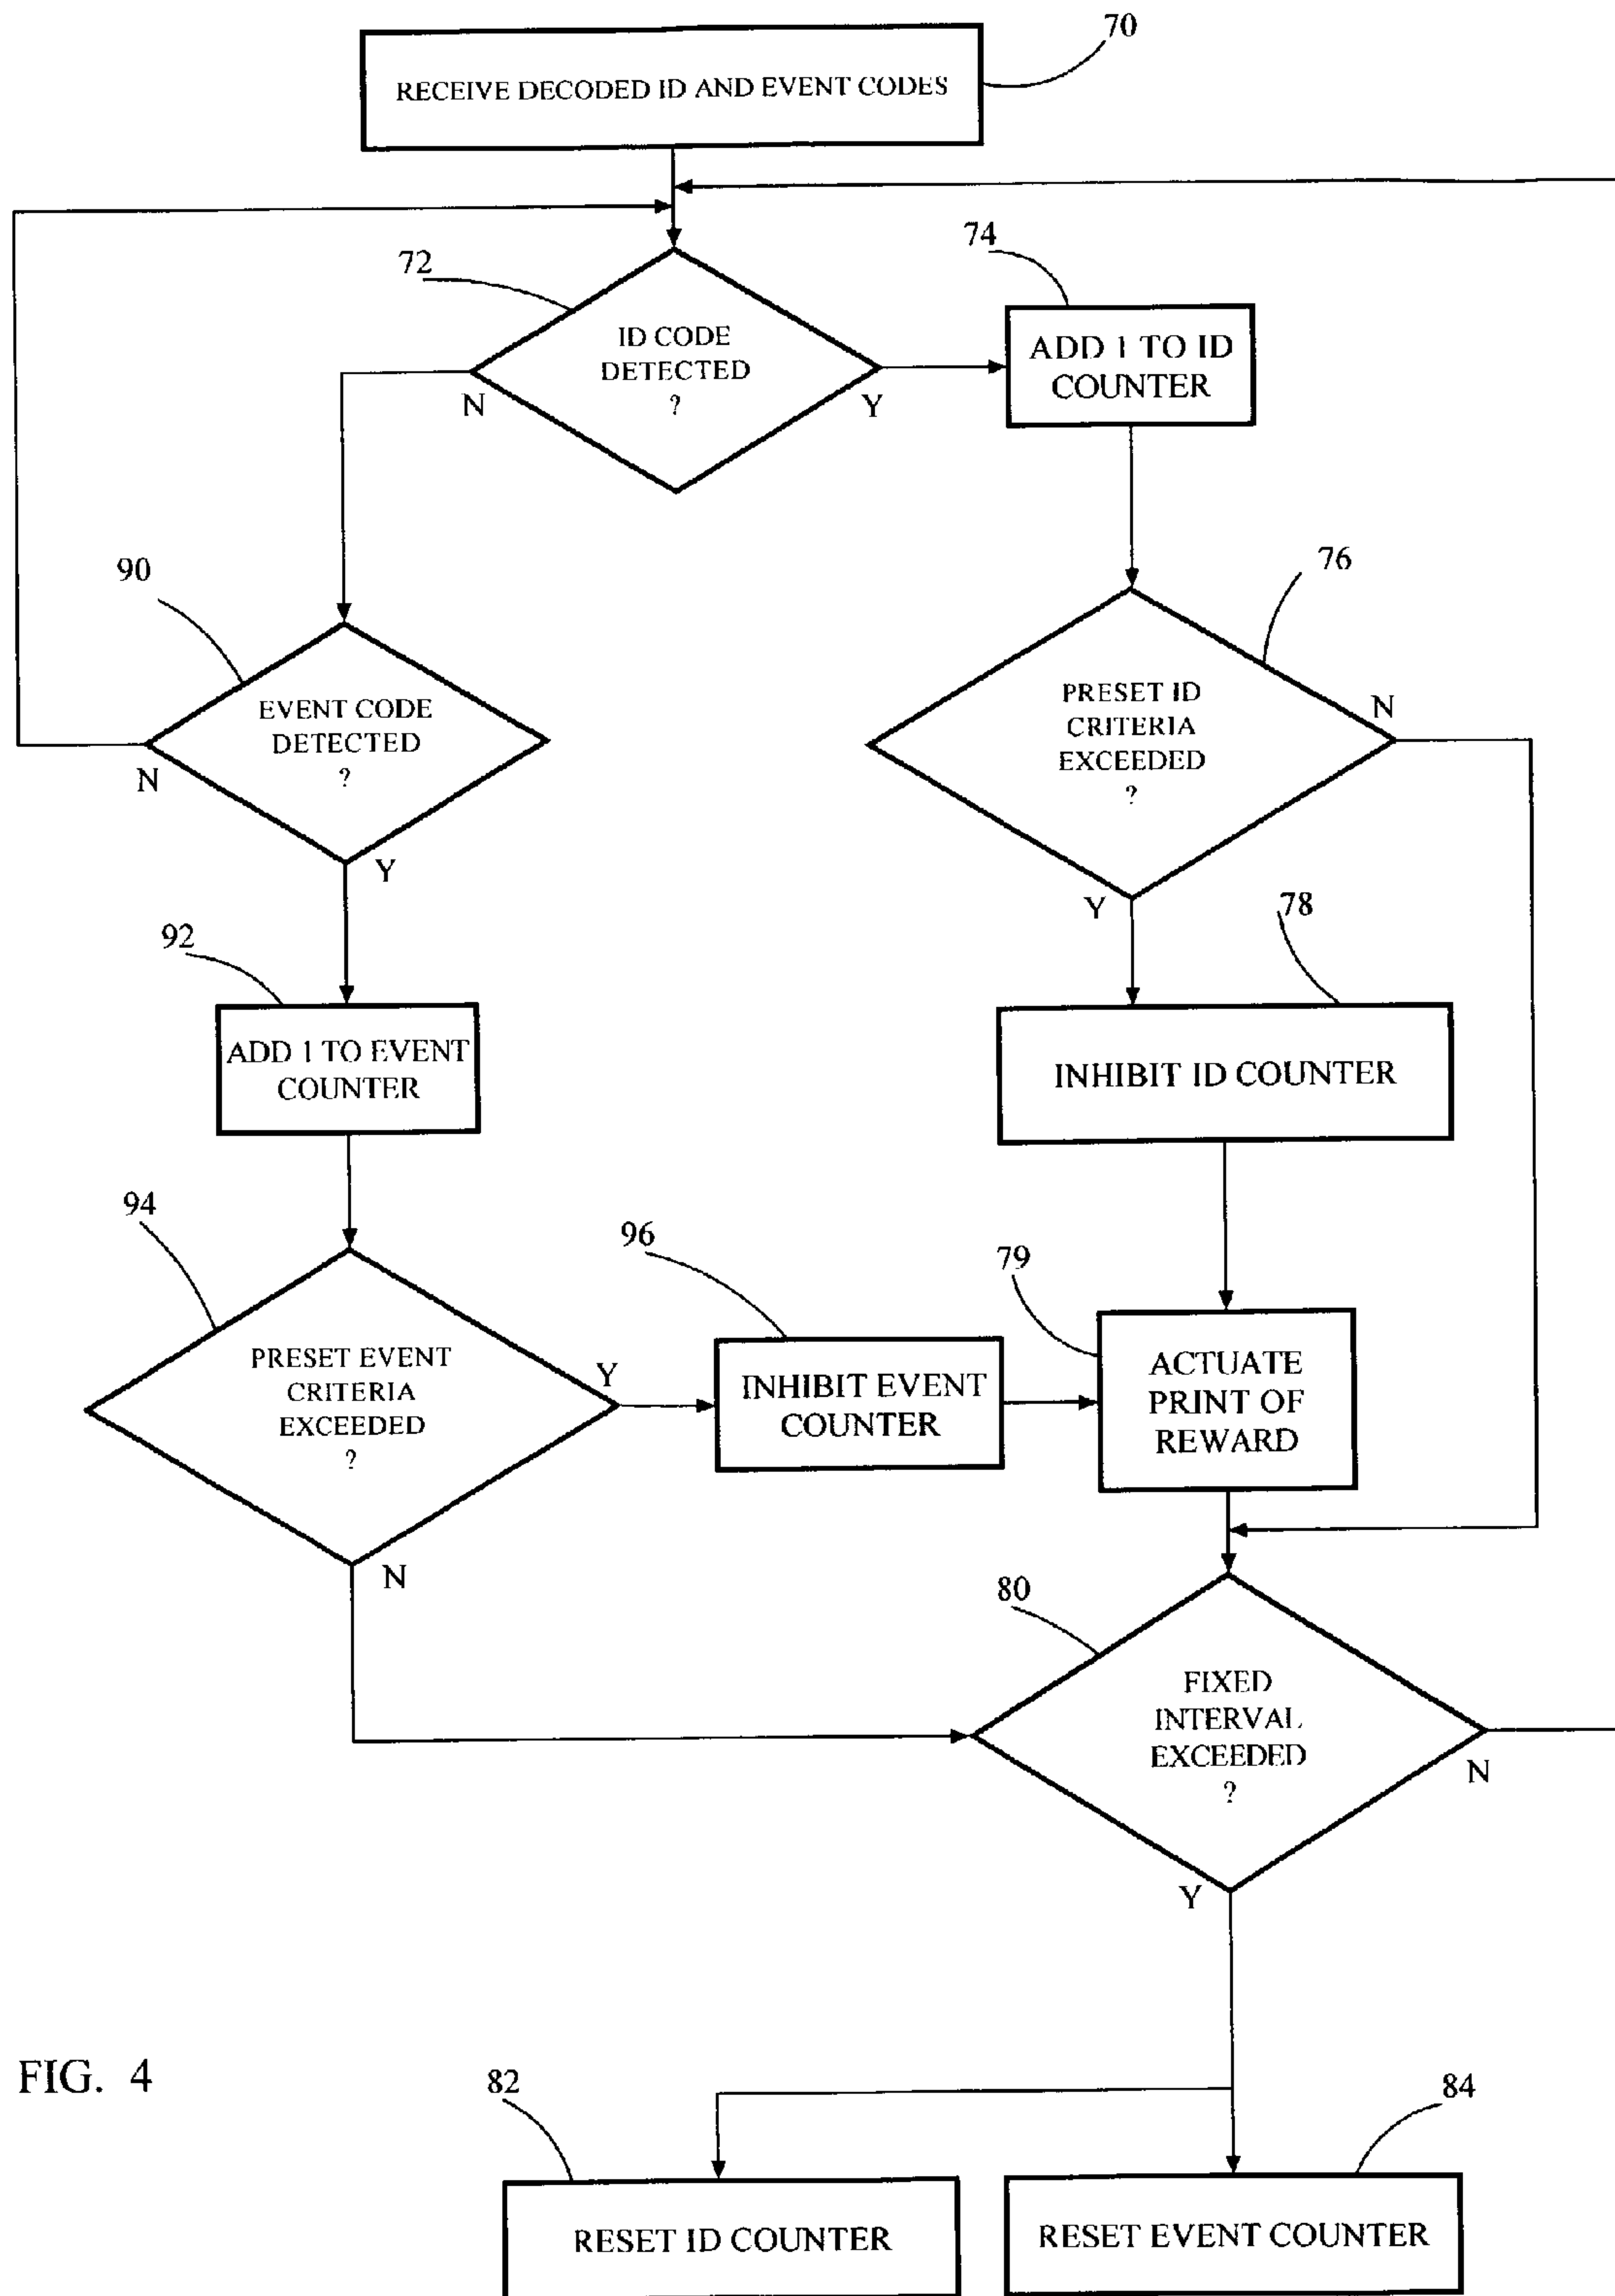 70
RECEIVE DECODED ID AND EVENT CODES
72
74
ID CODE
DETECTED
?
N
Y
ADD 1 TO ID
COUNTER
90
76
EVENT CODE
DETECTED
?
N
Y
PRESET ID
CRITERIA
EXCEEDED
?
N
Y
92
78
ADD 1 TO EVENT
COUNTER
INHIBIT ID COUNTER
94
96
79
PRESET EVENT
CRITERIA
EXCEEDED
?
Y
N
INHIBIT EVENT
COUNTER
ACTUATE
PRINT OF
REWARD
80
FIXED
INTERVAL
EXCEEDED
?
N
Y
FIG. 4
82
84
RESET ID COUNTER
RESET EVENT COUNTER